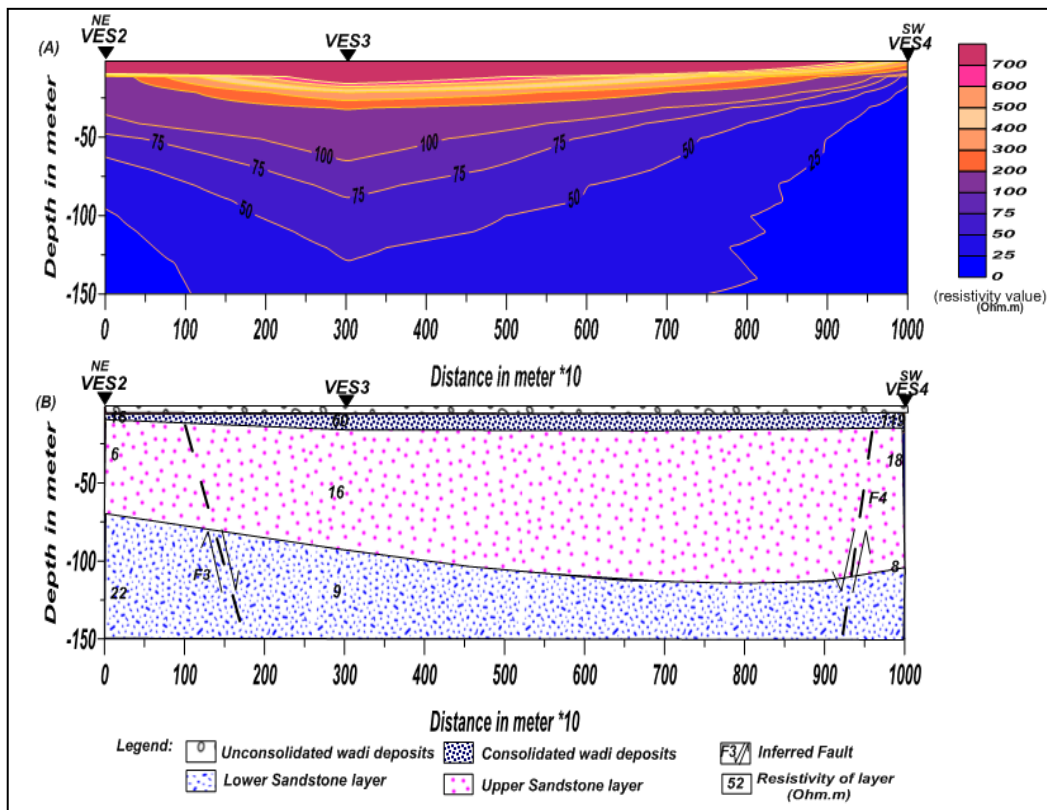 NE SW
(A) VES2 VES3 VES4
Depth in meter
-50
-100
-150
75 100 100 75 50 25
75 75
50 50
0 100 200 300 400 500 600 700 800 900 1000
Distance in meter *10
700
600
500
400
300
200
100
75
50
25
0
(resistivity value)
(Ohm.m)
NE SW
(B) VES2 VES3 VES4
Depth in meter
-50
-100
-150
60
6 16 18
F4
F3
22 9 8
0 100 200 300 400 500 600 700 800 900 1000
Distance in meter *10
Legend: Unconsolidated wadi deposits Consolidated wadi deposits F3 Inferred Fault
Lower Sandstone layer Upper Sandstone layer 52 Resistivity of layer
(Ohm.m)